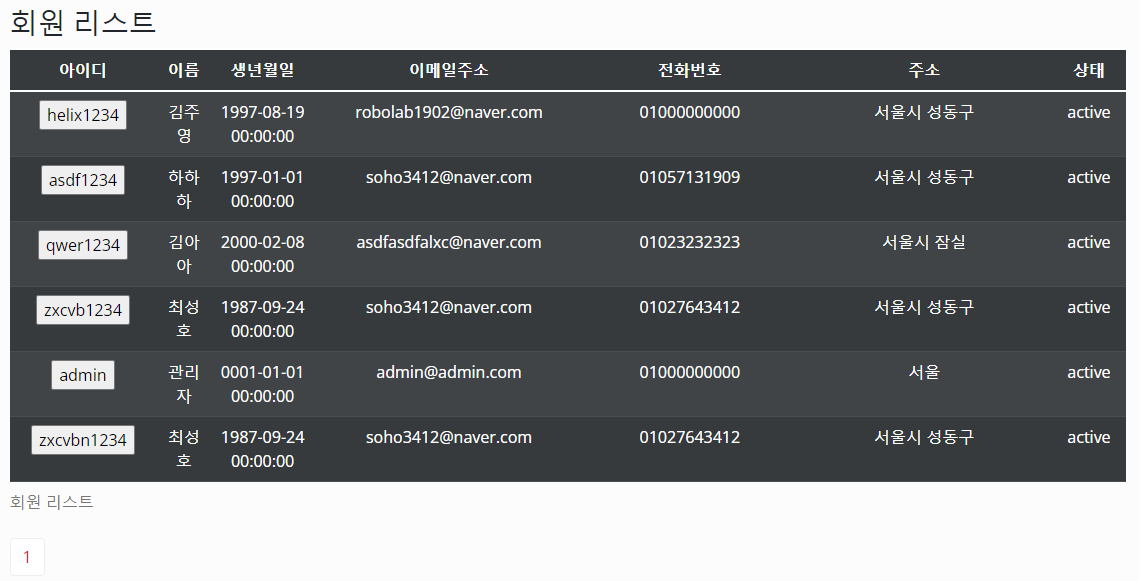 회원 리스트
아이디 이름 생년월일 이메일주소 전화번호 주소 상태
helix1234 김주 1997-08-19 robolab1902@naver.com 01000000000 서울시 성동구 active
영 00:00:00
asdf1234 하하 1997-01-01 soho3412@naver.com 01057131909 서울시 성동구 active
하 00:00:00
qwer1234 김아 2000-02-08 asdfasdfalxc@naver.com 01023232323 서울시 잠실 active
아 00:00:00
zxcvb1234 최성 1987-09-24 soho3412@naver.com 01027643412 서울시 성동구 active
호 00:00:00
admin 관리 0001-01-01 admin@admin.com 01000000000 서울 active
자 00:00:00
zxcvbn1234 최성 1987-09-24 soho3412@naver.com 01027643412 서울시 성동구 active
호 00:00:00
회원 리스트
1